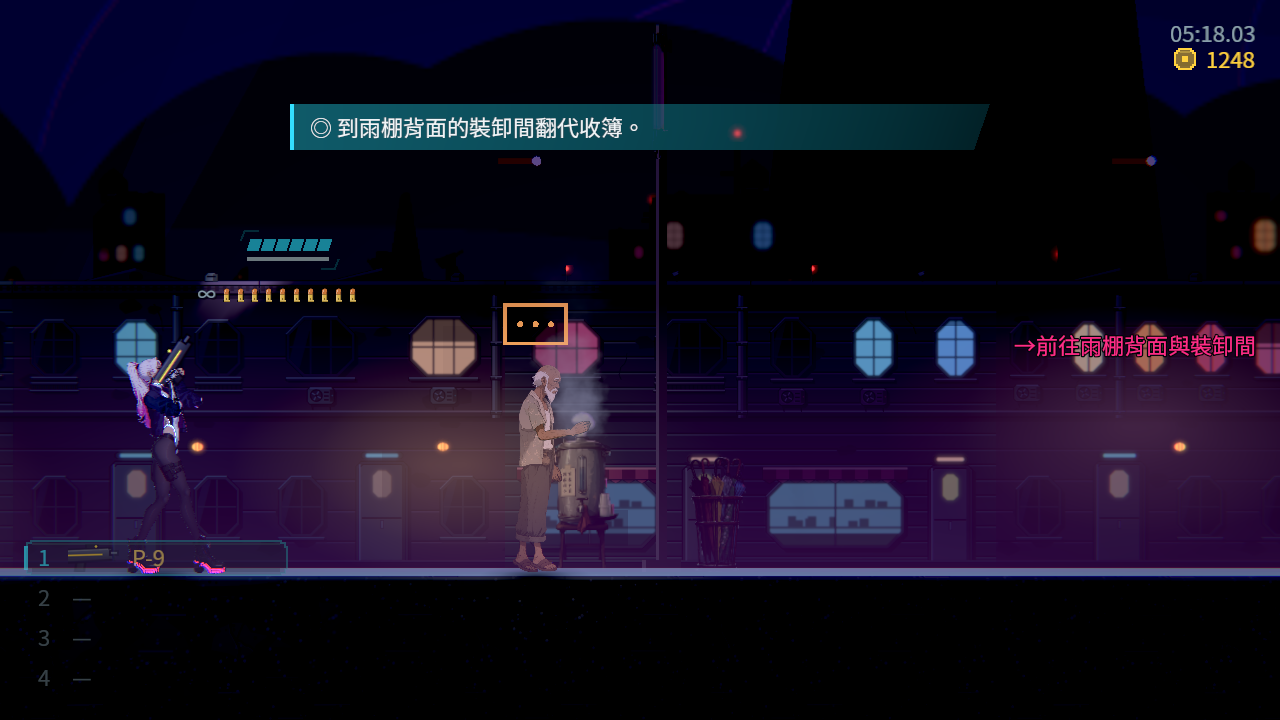 05:18.03
1248
◎ 到雨棚背面的裝卸間翻代收簿。
∞
...
→前往雨棚背面與裝卸間
1 P-9
2 —
3 —
4 —